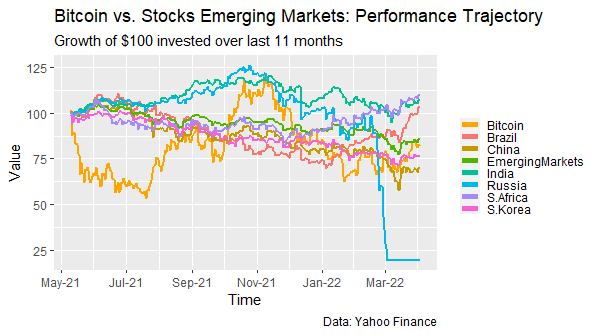 Bitcoin vs. Stocks Emerging Markets: Performance Trajectory
Growth of $100 invested over last 11 months
125
100
75
50
25
Value
May-21 Jul-21 Sep-21 Nov-21 Jan-22 Mar-22
Time
Bitcoin
Brazil
China
EmergingMarkets
India
Russia
S.Africa
S.Korea
Data: Yahoo Finance